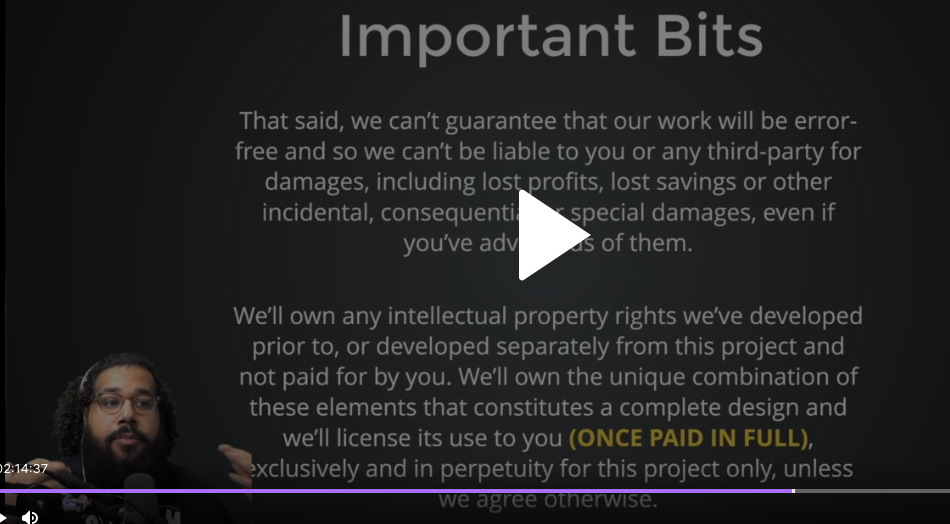 Important Bits
That said, we can't guarantee that our work will be error-
free and so we can't be liable to you or any third-party for
damages, including lost profits, lost savings or other
incidental, consequentia special damages, even if
you've adv us of them.
We'll own any intellectual property rights we've developed
prior to, or developed separately from this project and
not paid for by you. We'll own the unique combination of
these elements that constitutes a complete design and
we'll license its use to you (ONCE PAID IN FULL),
exclusively and in perpetuity for this project only, unless
we agree otherwise.
02:14:37